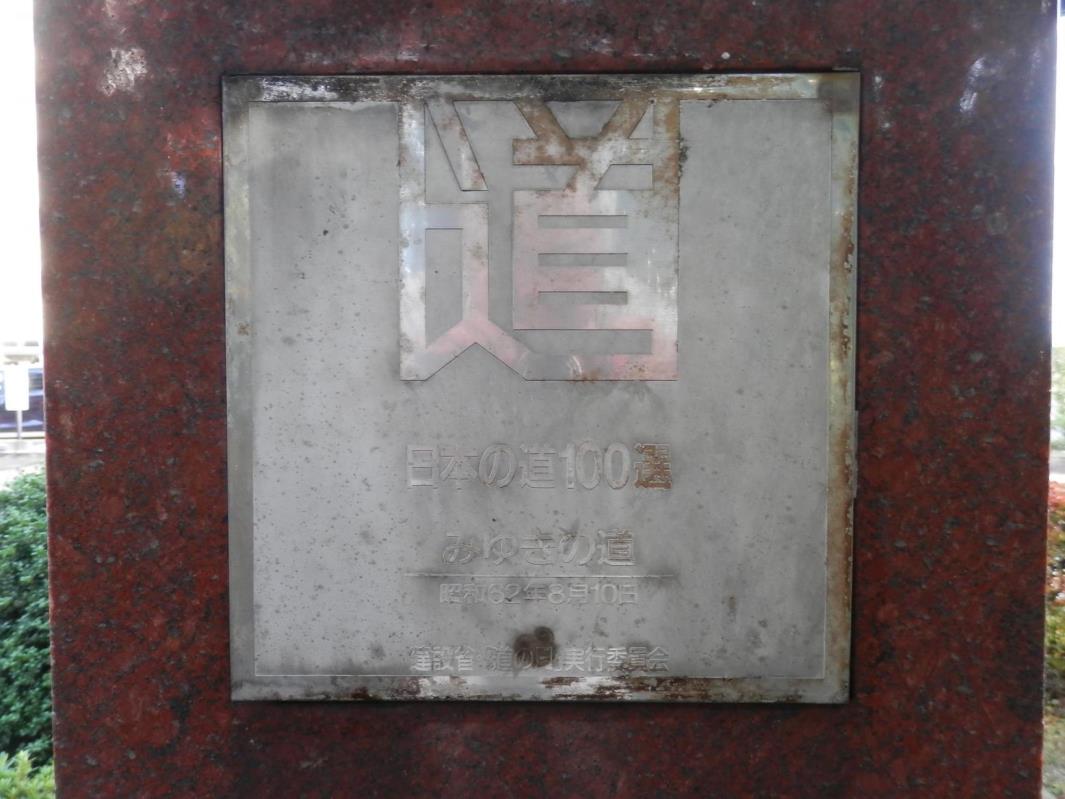 道
日本の道100選
みゆきの道
昭和62年8月10日
建設省・「道の日」実行委員会